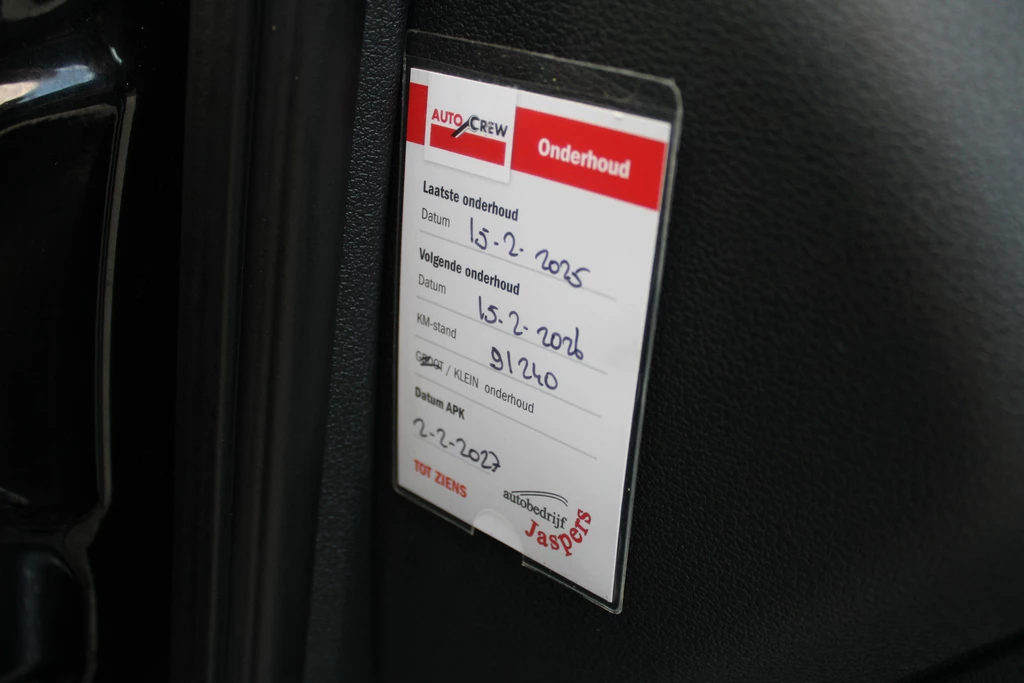 AUTO CREW
Onderhoud
Laatste onderhoud
Datum 15-2-2025
Volgende onderhoud
Datum 15-2-2026
KM-stand 91240
GROOT / KLEIN onderhoud
Datum APK
2-2-2027
TOT ZIENS
autobedrijf
Jaspers